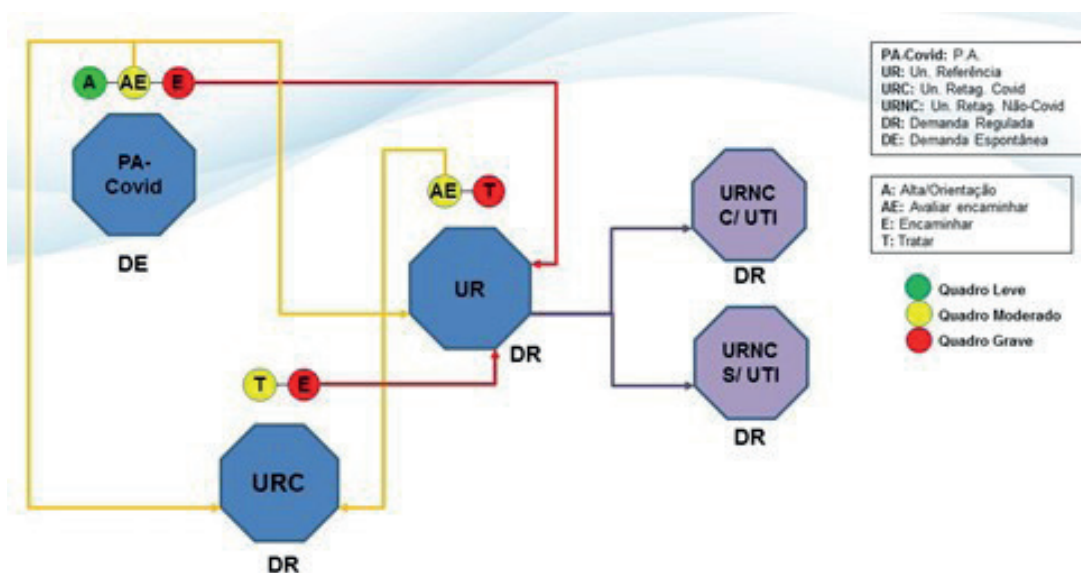 A AE E
PA-
Covid
DE
AE T
UR
DR
T E
URC
DR
URNC
C/ UTI
DR
URNC
S/ UTI
DR
PA-Covid: P.A.
UR: Un. Referência
URC: Un. Retag. Covid
URNC: Un. Retag. Não-Covid
DR: Demanda Regulada
DE: Demanda Espontânea
A: Alta/Orientação
AE: Avaliar encaminhar
E: Encaminhar
T: Tratar
Quadro Leve
Quadro Moderado
Quadro Grave